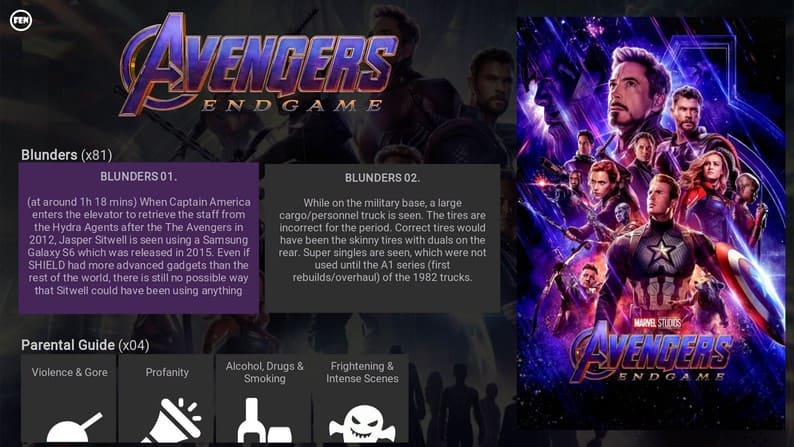 FEN
AVENGERS
ENDGAME
Blunders (x81)
BLUNDERS 01.
(at around 1h 18 mins) When Captain America
enters the elevator to retrieve the staff from
the Hydra Agents after the The Avengers in
2012, Jasper Sitwell is seen using a Samsung
Galaxy S6 which was released in 2015. Even if
SHIELD had more advanced gadgets than the
rest of the world, there is still no possible way
that Sitwell could have been using anything
BLUNDERS 02.
While on the military base, a large
cargo/personnel truck is seen. The tires are
incorrect for the period. Correct tires would
have been the skinny tires with duals on the
rear. Super singles are seen, which were not
used until the A1 series (first
rebuilds/overhaul) of the 1982 trucks.
Parental Guide (x04)
Violence & Gore
Profanity
Alcohol, Drugs &
Smoking
Frightening &
Intense Scenes
MARVEL STUDIOS
AVENGERS
ENDGAME